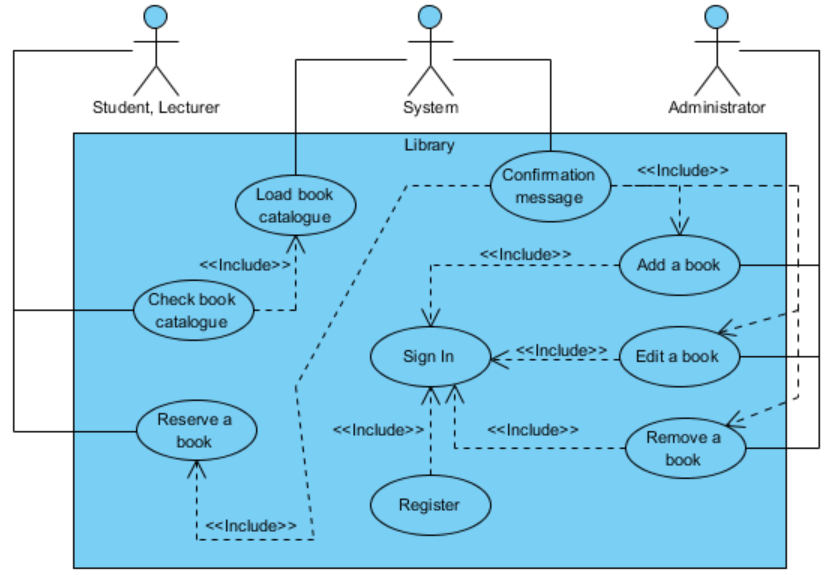 Student, Lecturer
System
Administrator
Library
Load book
catalogue
Confirmation
message
<<Include>>
<<Include>>
<<Include>>
Add a book
Check book
catalogue
Sign In
<<Include>>
Edit a book
Reserve a
book
<<Include>>
<<Include>>
Remove a
book
Register
<<Include>>